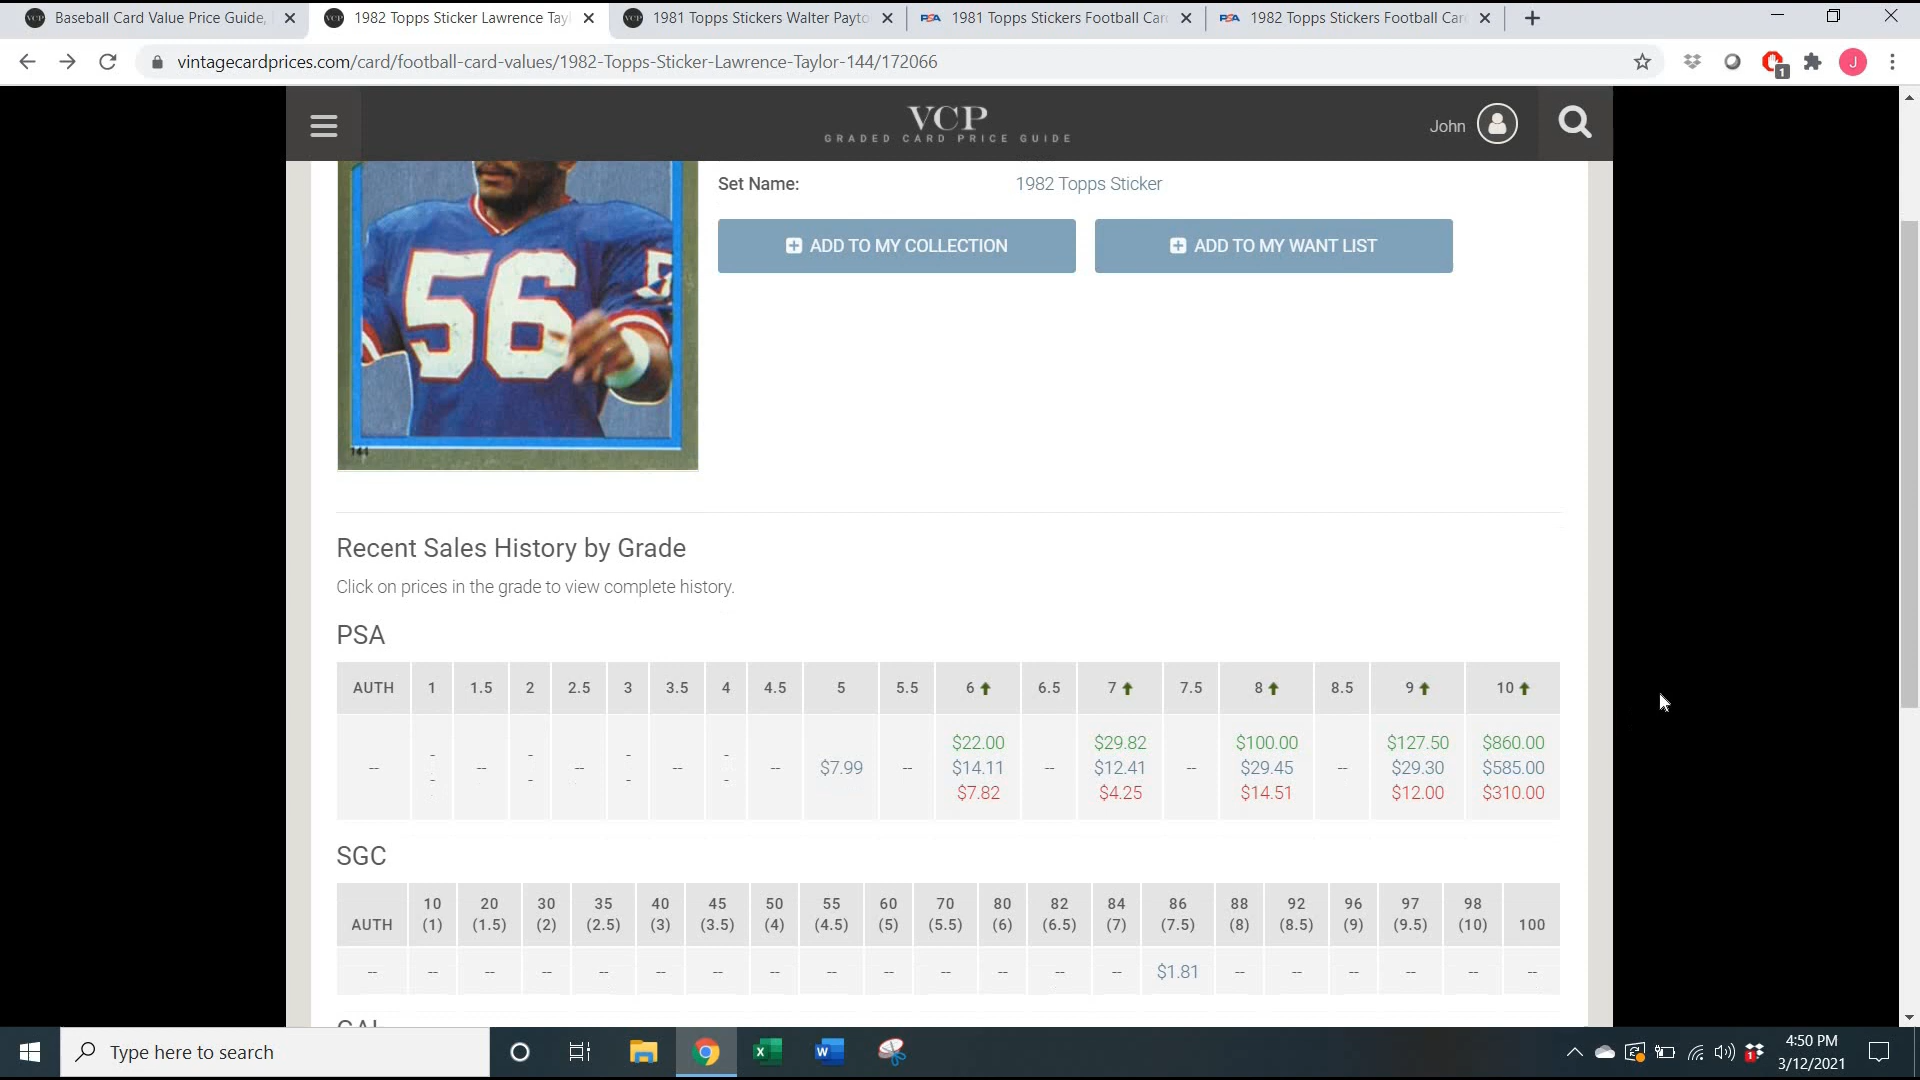 Baseball Card Value Price Guide,
1982 Topps Sticker Lawrence Tayl
1981 Topps Stickers Walter Payto
PSA 1981 Topps Stickers Football Car
PSA 1982 Topps Stickers Football Car
vintagecardprices.com/card/football-card-values/1982-Topps-Sticker-Lawrence-Taylor-144/172066
1
J
VCP
GRADED CARD PRICE GUIDE
John
Set Name: 1982 Topps Sticker
ADD TO MY COLLECTION ADD TO MY WANT LIST
56
5
144
Recent Sales History by Grade
Click on prices in the grade to view complete history.
PSA
AUTH 1 1.5 2 2.5 3 3.5 4 4.5 5 5.5 6 6.5 7 7.5 8 8.5 9 10
$22.00 $29.82 $100.00 $127.50 $860.00
-- - - -- - - -- - - -- - - -- $7.99 -- $14.11 -- $12.41 -- $29.45 -- $29.30 $585.00
$7.82 $4.25 $14.51 $12.00 $310.00
SGC
AUTH 10 20 30 35 40 45 50 55 60 70 80 82 84 86 88 92 96 97 98 100
(1) (1.5) (2) (2.5) (3) (3.5) (4) (4.5) (5) (5.5) (6) (6.5) (7) (7.5) (8) (8.5) (9) (9.5) (10)
-- -- -- -- -- -- -- -- -- -- -- -- -- -- $1.81 -- -- -- -- -- --
Type here to search
4:50 PM
3/12/2021